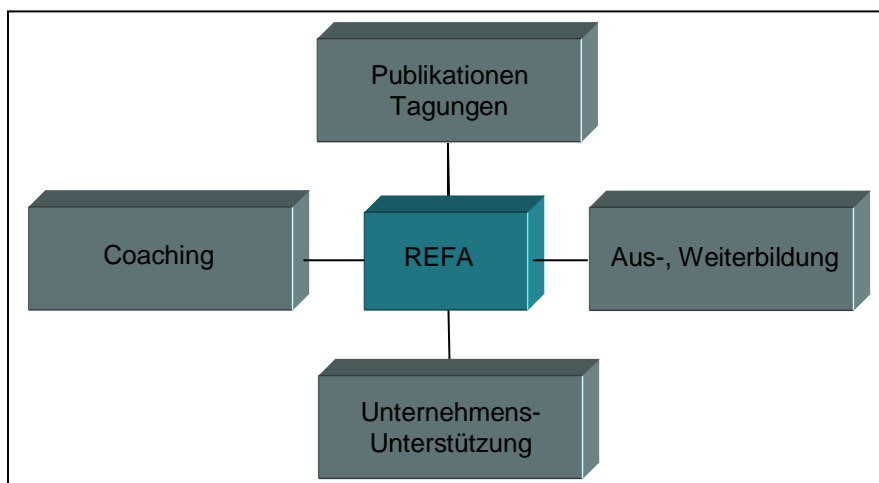 Publikationen
Tagungen
Coaching
REFA
Aus-, Weiterbildung
Unternehmens-
Unterstützung